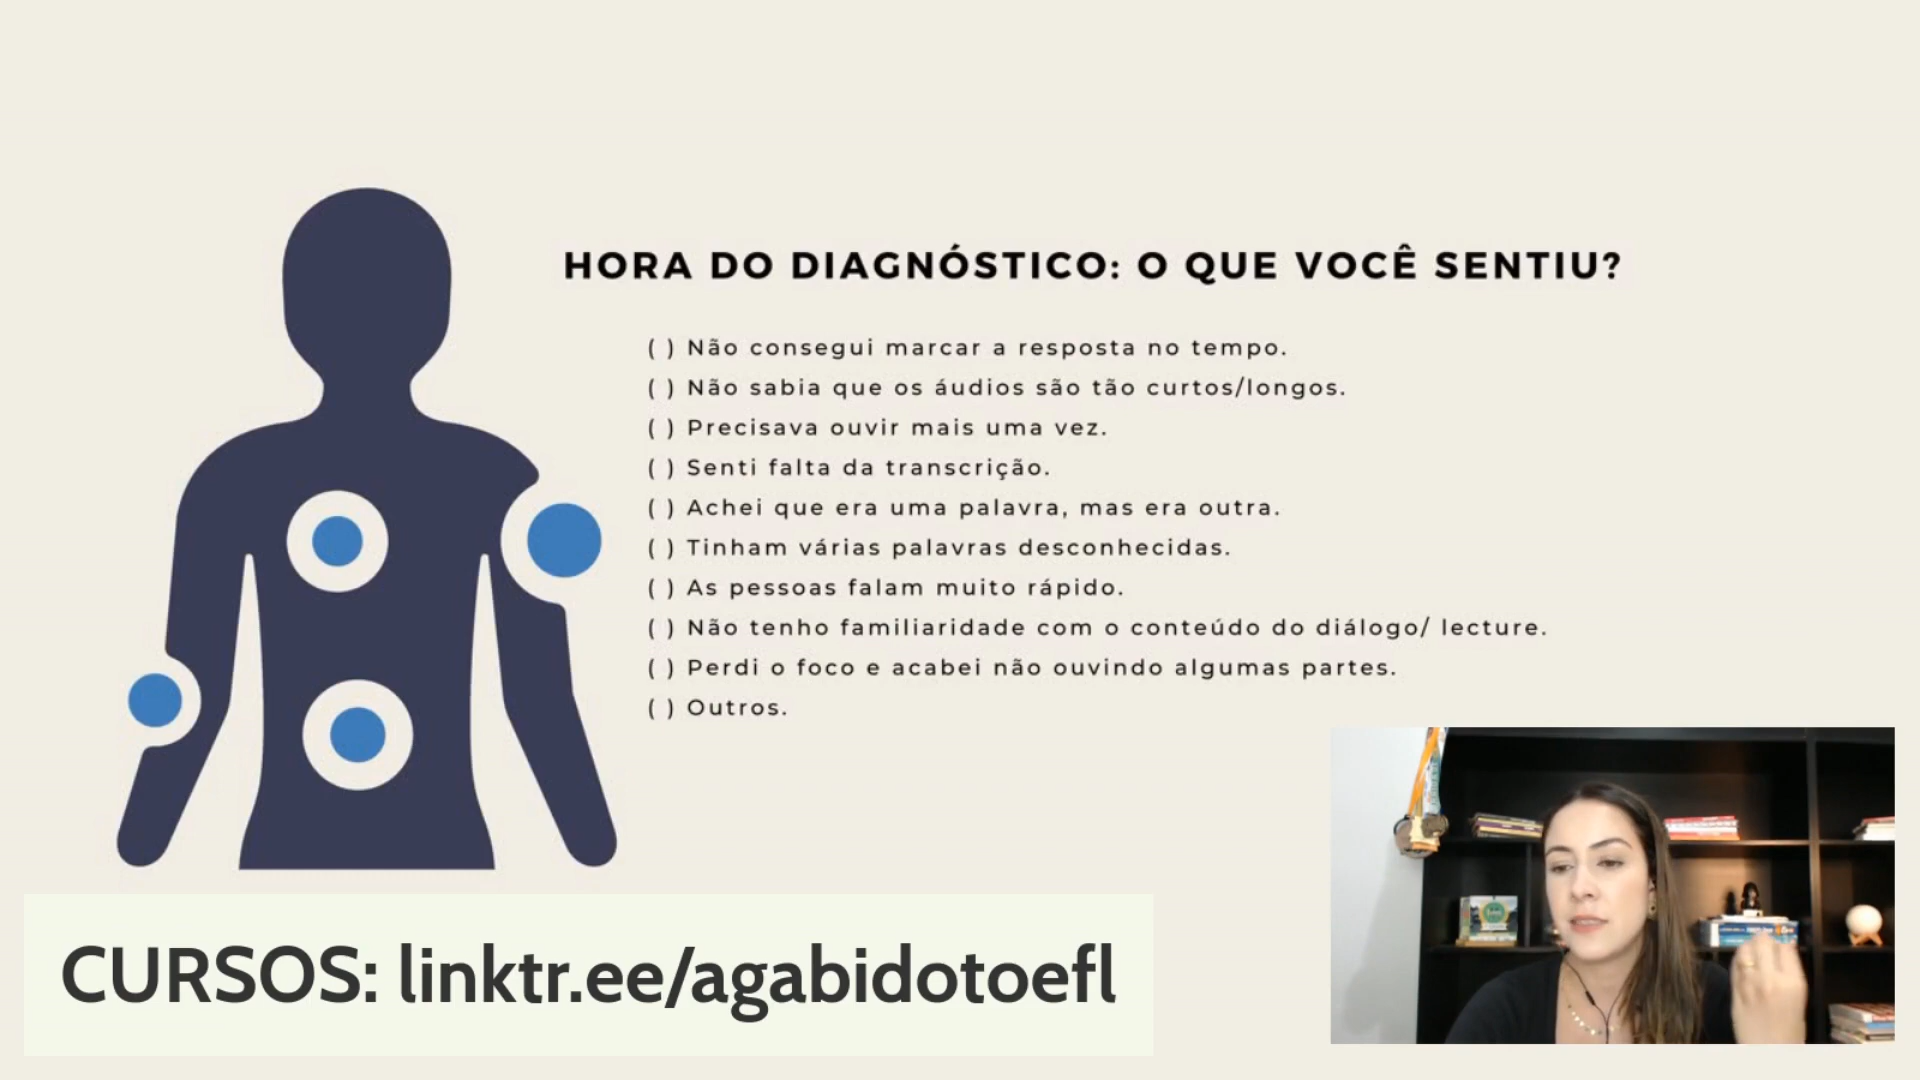 HORA DO DIAGNÓSTICO: O QUE VOCÊ SENTIU?
( ) Não consegui marcar a resposta no tempo.
( ) Não sabia que os áudios são tão curtos/longos.
( ) Precisava ouvir mais uma vez.
( ) Senti falta da transcrição.
( ) Achei que era uma palavra, mas era outra.
( ) Tinham várias palavras desconhecidas.
( ) As pessoas falam muito rápido.
( ) Não tenho familiaridade com o conteúdo do diálogo/ lecture.
( ) Perdi o foco e acabei não ouvindo algumas partes.
( ) Outros.
CURSOS: linktr.ee/agabidotoefl